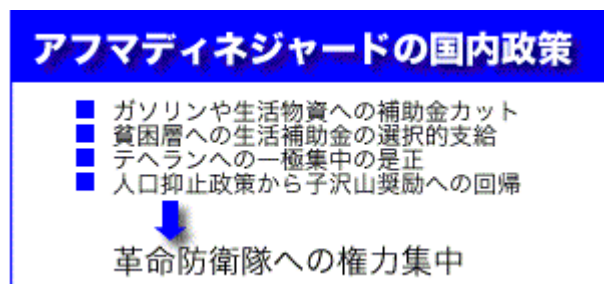 アフマディネジャードの国内政策
■ ガソリンや生活物資への補助金カット
■ 貧困層への生活補助金の選択的支給
■ テヘランへの一極集中の是正
■ 人口抑止政策から子沢山奨励への回帰
革命防衛隊への権力集中